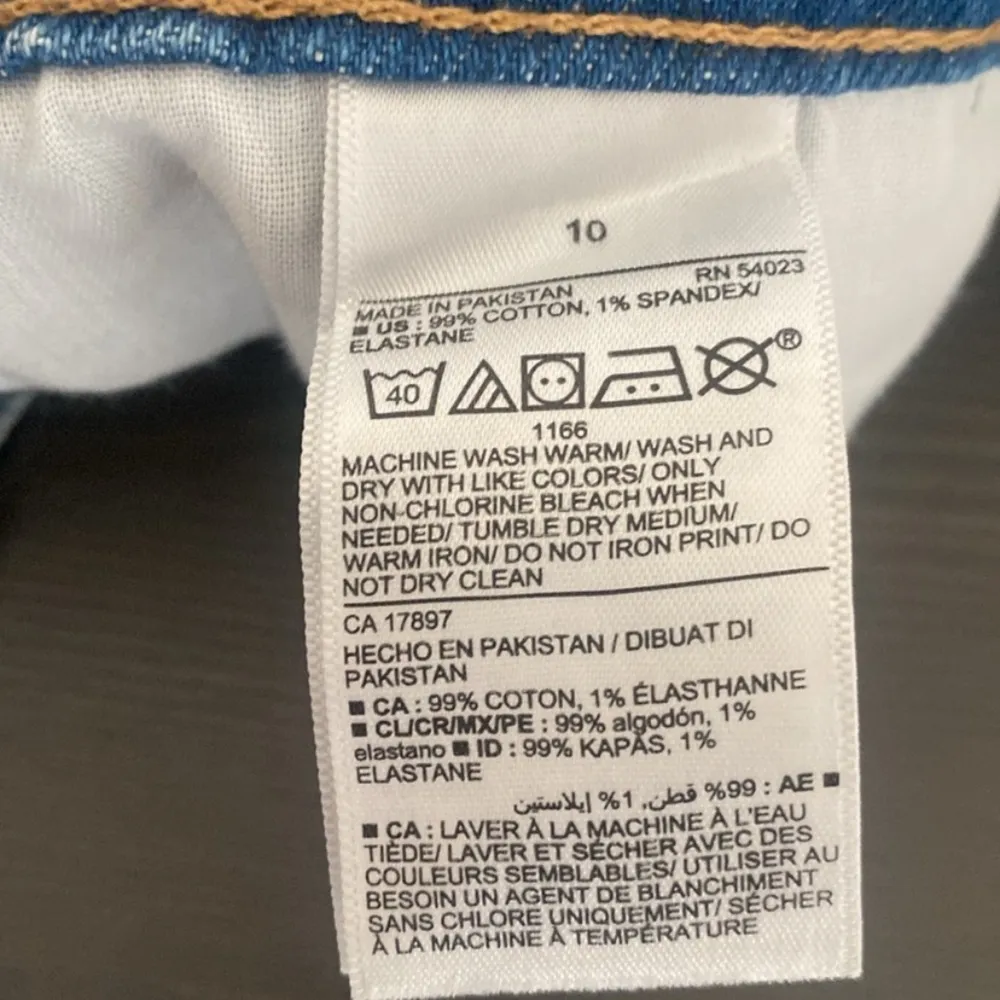 10
RN 54023
MADE IN PAKISTAN
■ US : 99% COTTON, 1% SPANDEX/
ELASTANE
40
®
1166
MACHINE WASH WARM/ WASH AND
DRY WITH LIKE COLORS/ ONLY
NON-CHLORINE BLEACH WHEN
NEEDED/ TUMBLE DRY MEDIUM/
WARM IRON/ DO NOT IRON PRINT/ DO
NOT DRY CLEAN
CA 17897
HECHO EN PAKISTAN / DIBUAT DI
PAKISTAN
■ CA : 99% COTON, 1% ÉLASTHANNE
■ CL/CR/MX/PE : 99% algodón, 1%
elastano ■ ID : 99% KAPAS, 1%
ELASTANE
■ AE : 99% قطن, 1% إيلاستين
■ CA : LAVER À LA MACHINE À L'EAU
TIÈDE/ LAVER ET SÉCHER AVEC DES
COULEURS SEMBLABLES/ UTILISER AU
BESOIN UN AGENT DE BLANCHIMENT
SANS CHLORE UNIQUEMENT/ SÉCHER
À LA MACHINE À TEMPÉRATURE